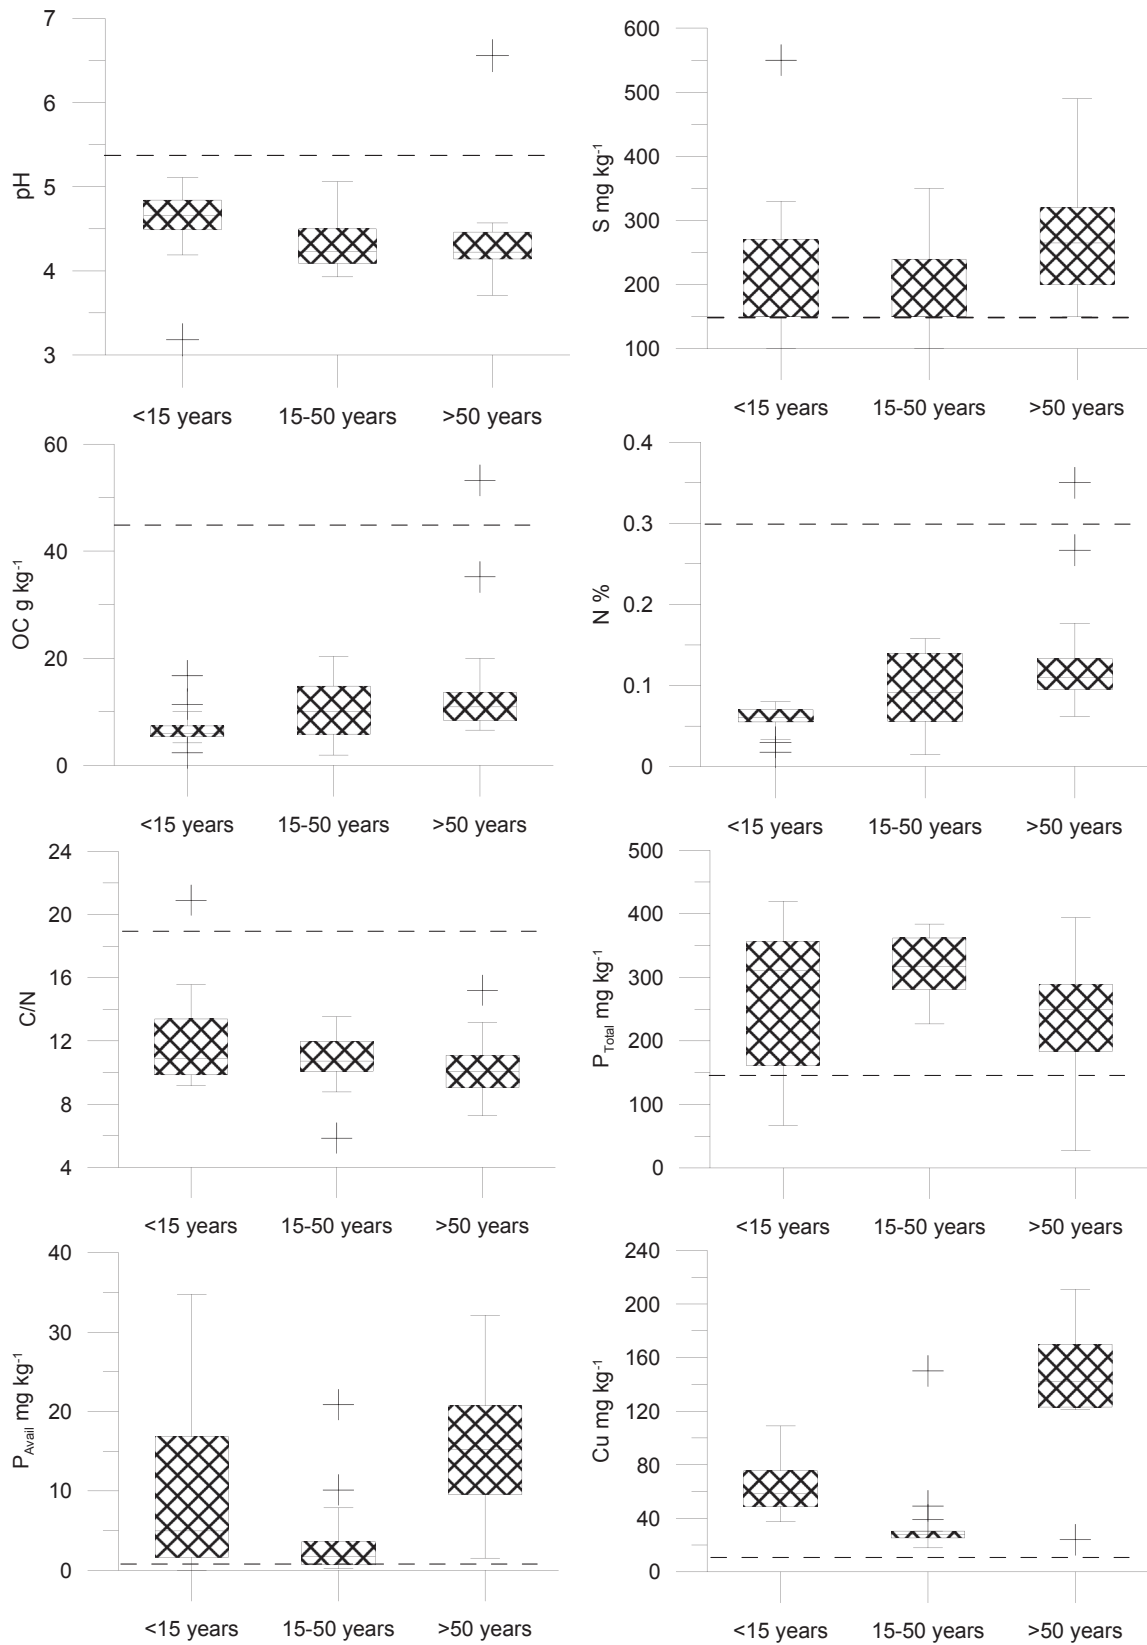 7
6
5
4
3
pH
<15 years
15-50 years
>50 years
600
500
400
300
200
100
S mg kg-1
<15 years
15-50 years
>50 years
60
40
20
0
OC g kg-1
<15 years
15-50 years
>50 years
0.4
0.3
0.2
0.1
0
N %
<15 years
15-50 years
>50 years
24
20
16
12
8
4
C/N
<15 years
15-50 years
>50 years
500
400
300
200
100
0
PTotal mg kg-1
<15 years
15-50 years
>50 years
40
30
20
10
0
PAvail mg kg-1
<15 years
15-50 years
>50 years
240
200
160
120
80
40
0
Cu mg kg-1
<15 years
15-50 years
>50 years